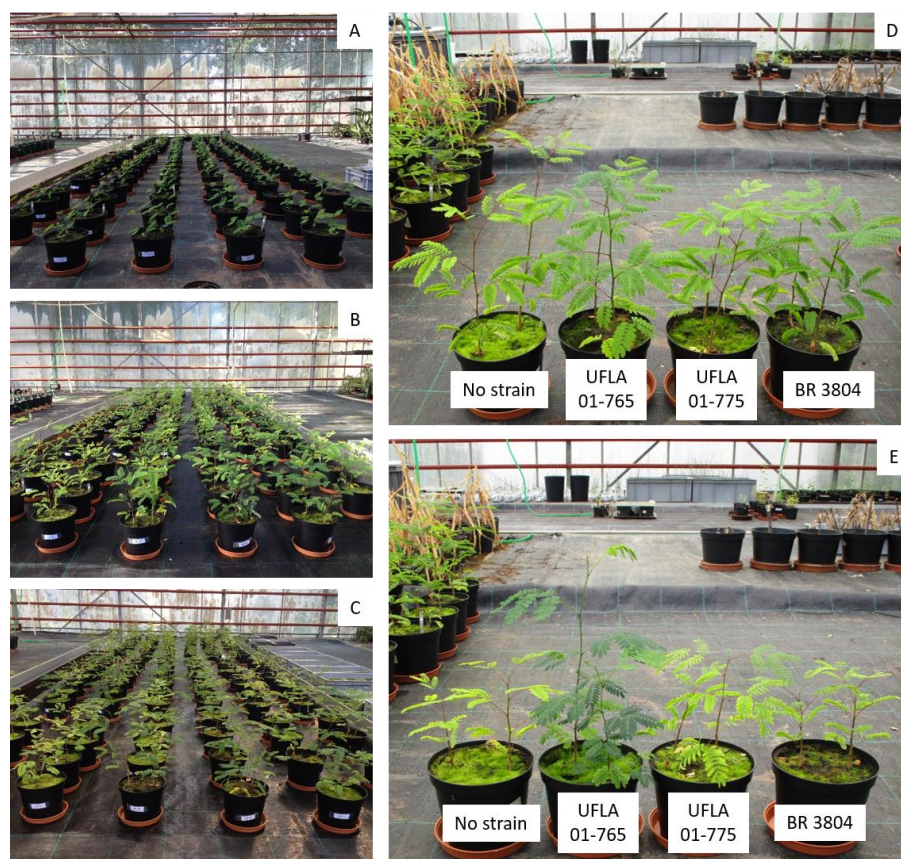 A
B
C
D
No strain
UFLA
01-765
UFLA
01-775
BR 3804
E
No strain
UFLA
01-765
UFLA
01-775
BR 3804